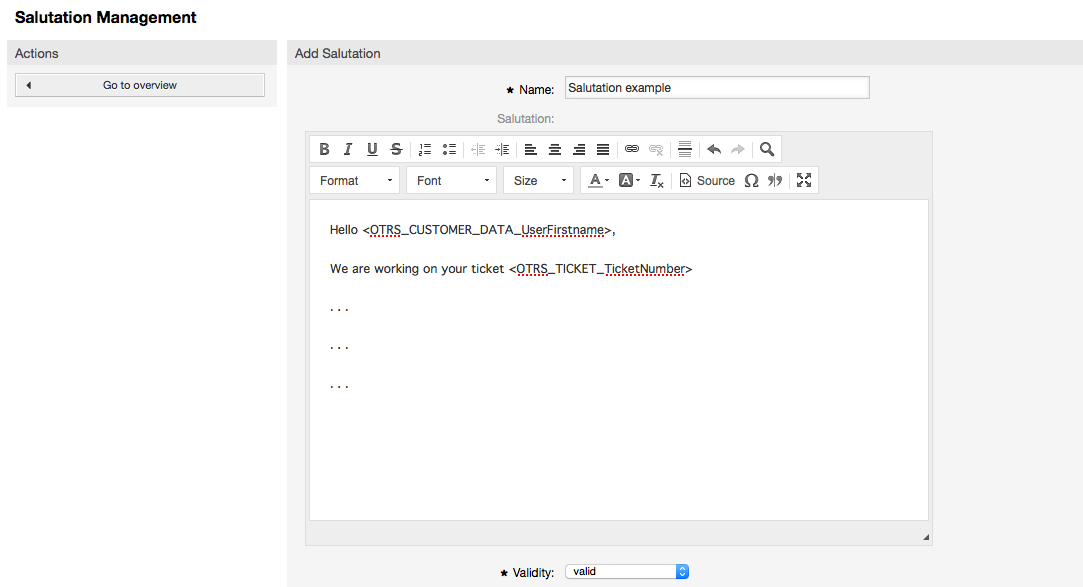 Salutation Management
Actions
Go to overview
Add Salutation
★ Name: Salutation example
Salutation:
B I U S
Format Font Size A A Ix Source Ω
Hello <OTRS_CUSTOMER_DATA_UserFirstname>,
We are working on your ticket <OTRS_TICKET_TicketNumber>
. . .
. . .
. . .
★ Validity: valid